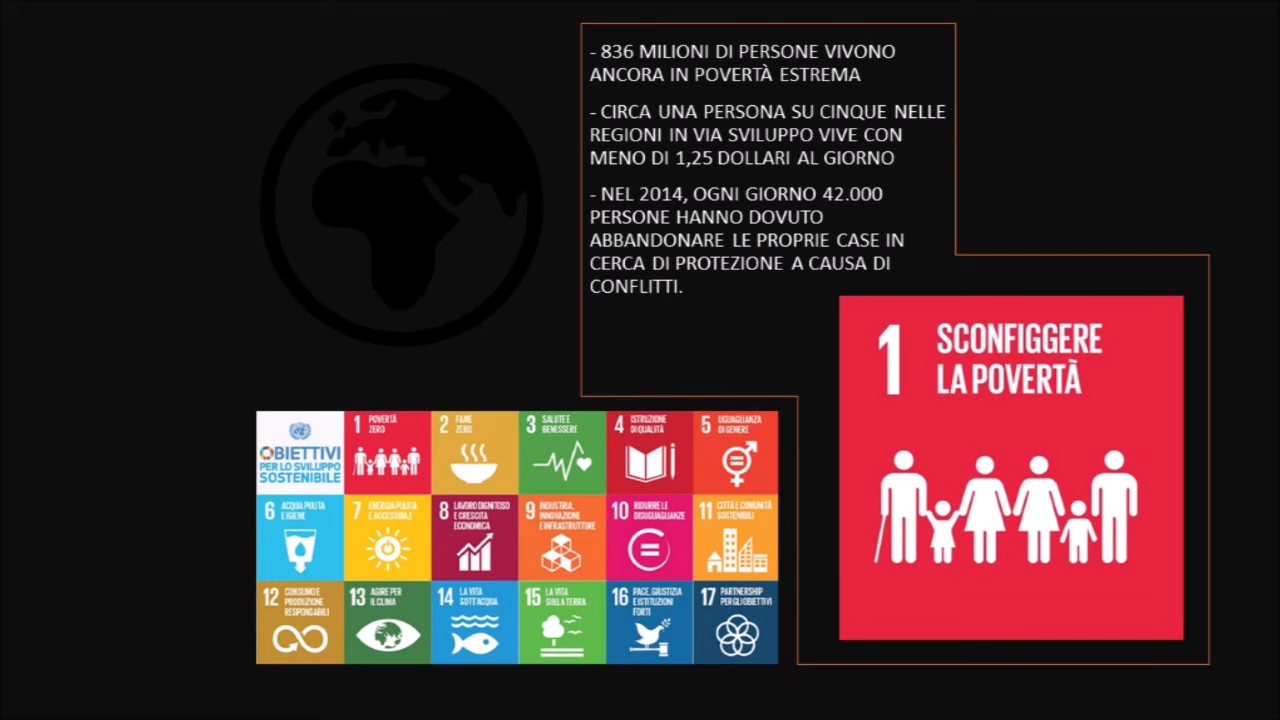 - 836 MILIONI DI PERSONE VIVONO
ANCORA IN POVERTÀ ESTREMA
- CIRCA UNA PERSONA SU CINQUE NELLE
REGIONI IN VIA SVILUPPO VIVE CON
MENO DI 1,25 DOLLARI AL GIORNO
- NEL 2014, OGNI GIORNO 42.000
PERSONE HANNO DOVUTO
ABBANDONARE LE PROPRIE CASE IN
CERCA DI PROTEZIONE A CAUSA DI
CONFLITTI.
1 SCONFIGGERE
LA POVERTÀ
OBIETTIVI
PER LO SVILUPPO
SOSTENIBILE
1 POVERTÀ
ZERO
2 FAME
ZERO
3 SALUTE E
BENESSERE
4 ISTRUZIONE
DI QUALITÀ
5 UGUAGLIANZA
DI GENERE
6 ACQUA PULITA
E IGIENE
7 ENERGIA PULITA
E ACCESSIBILE
8 LAVORO DIGNITOSO
E CRESCITA
ECONOMICA
9 INDUSTRIA,
INNOVAZIONE
E INFRASTRUTTURE
10 RIDURRE LE
DISUGUAGLIANZE
11 CITTÀ E COMUNITÀ
SOSTENIBILI
12 CONSUMO E
PRODUZIONE
RESPONSABILI
13 AGIRE PER
IL CLIMA
14 LA VITA
SOTT'ACQUA
15 LA VITA
SULLA TERRA
16 PACE, GIUSTIZIA
E ISTITUZIONI
FORTI
17 PARTNERSHIP
PER GLI OBIETTIVI